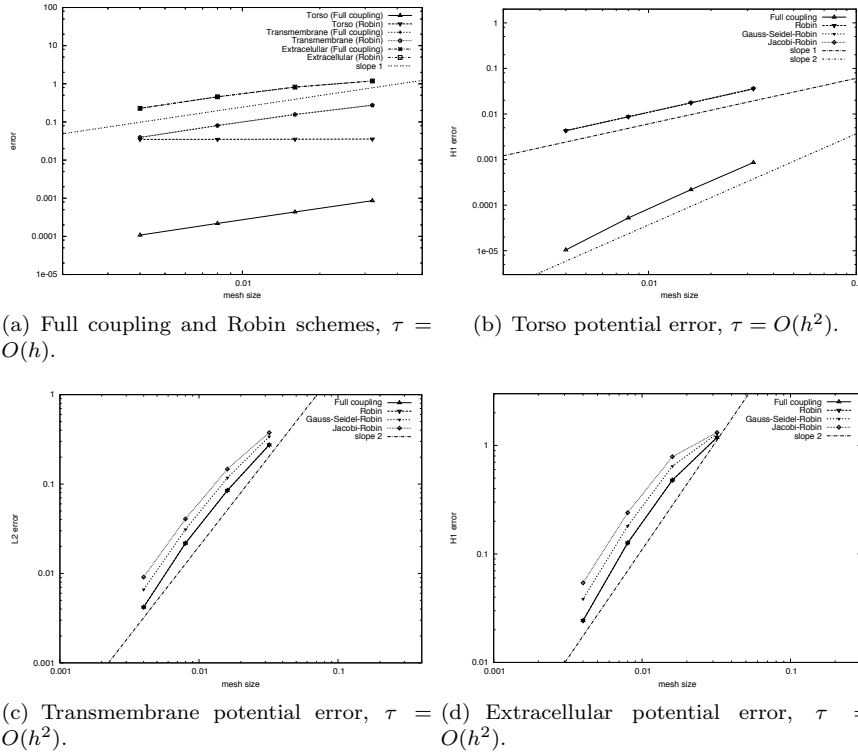 Torso (Full coupling)
Torso (Robin)
Transmembrane (Full coupling)
Transmembrane (Robin)
Extracelullar (Full coupling)
Extracellular (Robin)
slope 1
100
10
1
0.1
0.01
0.001
0.0001
1e-05
error
0.01
mesh size
Full coupling
Robin
Gauss-Seidel-Robin
Jacobi-Robin
slope 1
slope 2
1
0.1
0.01
0.001
0.0001
1e-05
H1 error
0.01
mesh size
(a) Full coupling and Robin schemes, τ =
O(h).
(b) Torso potential error, τ = O(h²).
Full coupling
Robin
Gauss-Seidel-Robin
Jacobi-Robin
slope 2
1
0.1
0.01
0.001
L2 error
0.001
0.01
0.1
mesh size
Full coupling
Robin
Gauss-Seidel-Robin
Jacobi-Robin
slope 2
1
0.1
0.01
H1 error
0.001
0.01
0.1
mesh size
(c) Transmembrane potential error, τ =
O(h²).
(d) Extracellular potential error, τ =
O(h²).